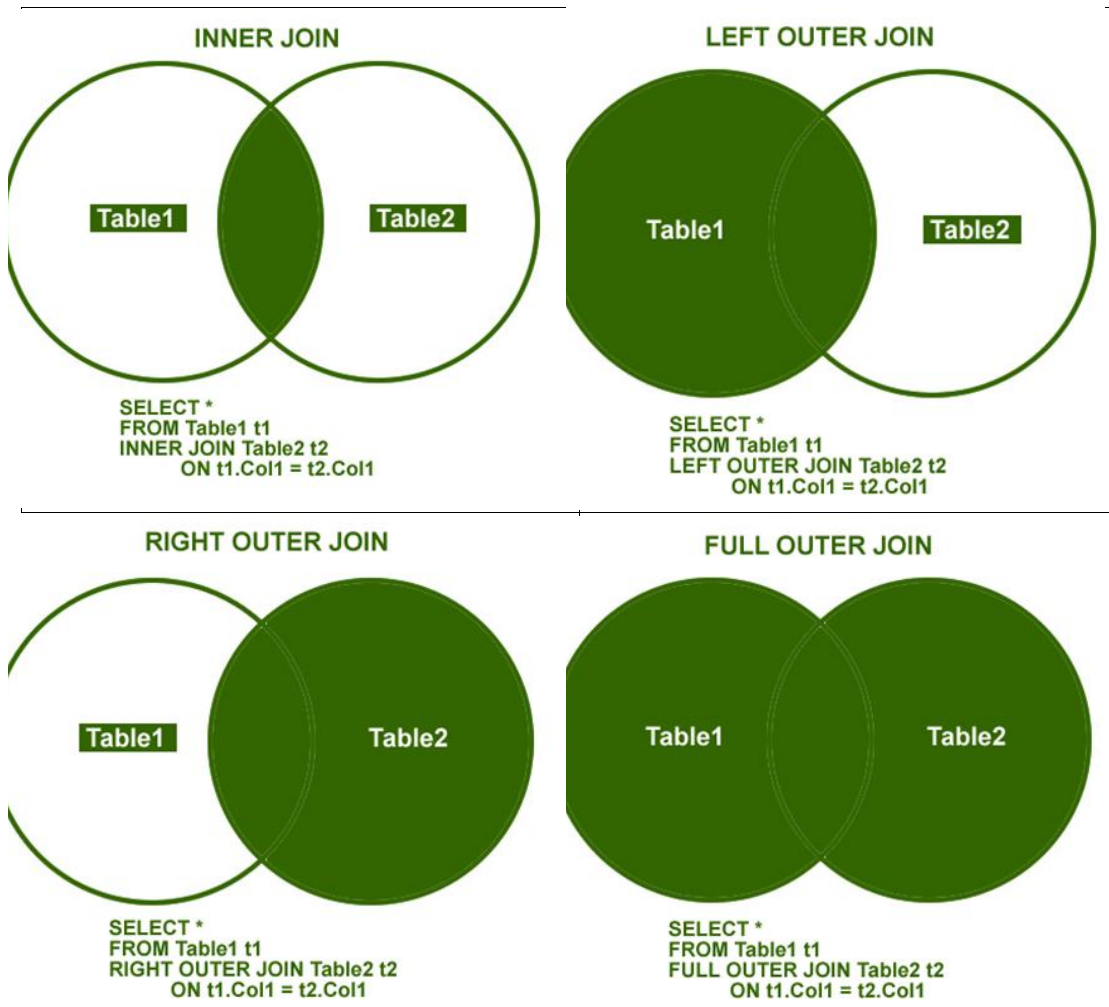 INNER JOIN
Table1
Table2
SELECT *
FROM Table1 t1
INNER JOIN Table2 t2
ON t1.Col1 = t2.Col1
LEFT OUTER JOIN
Table1
Table2
SELECT *
FROM Table1 t1
LEFT OUTER JOIN Table2 t2
ON t1.Col1 = t2.Col1
RIGHT OUTER JOIN
Table1
Table2
SELECT *
FROM Table1 t1
RIGHT OUTER JOIN Table2 t2
ON t1.Col1 = t2.Col1
FULL OUTER JOIN
Table1
Table2
SELECT *
FROM Table1 t1
FULL OUTER JOIN Table2 t2
ON t1.Col1 = t2.Col1